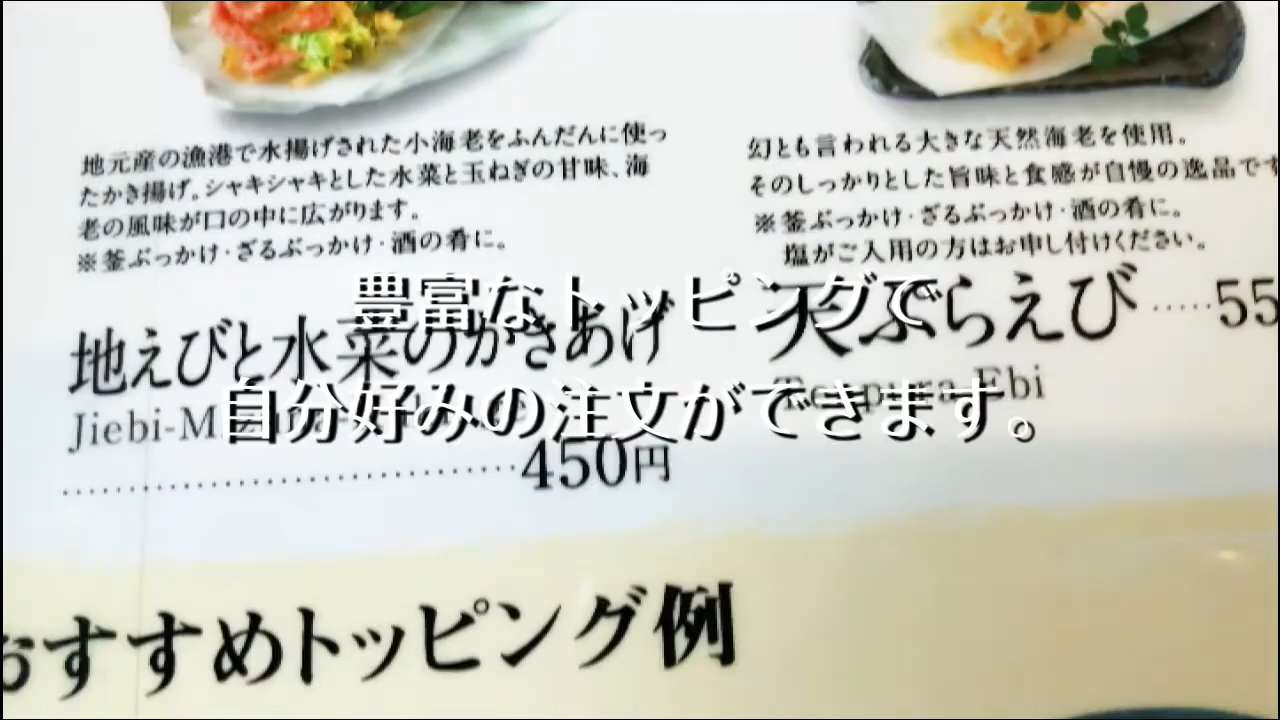 地元産の漁港で水揚げされた小海老をふんだんに使っ
たかき揚げ。シャキシャキとした水菜と玉ねぎの甘味、海
老の風味が口の中に広がります。
※釜ぶっかけ·ざるぶっかけ·酒の肴に。
地えびと水菜のかきあげ
450円
幻とも言われる大きな天然海老を使用。
そのしっかりとした旨味と食感が自慢の逸品です
※釜ぶっかけ·ざるぶっかけ·酒の肴に。
塩がご入用の方はお申し付けください。
天ぷらえび ……55
Tempura Ebi
豊富なトッピングで
自分好みの注文ができます。
おすすめトッピング例